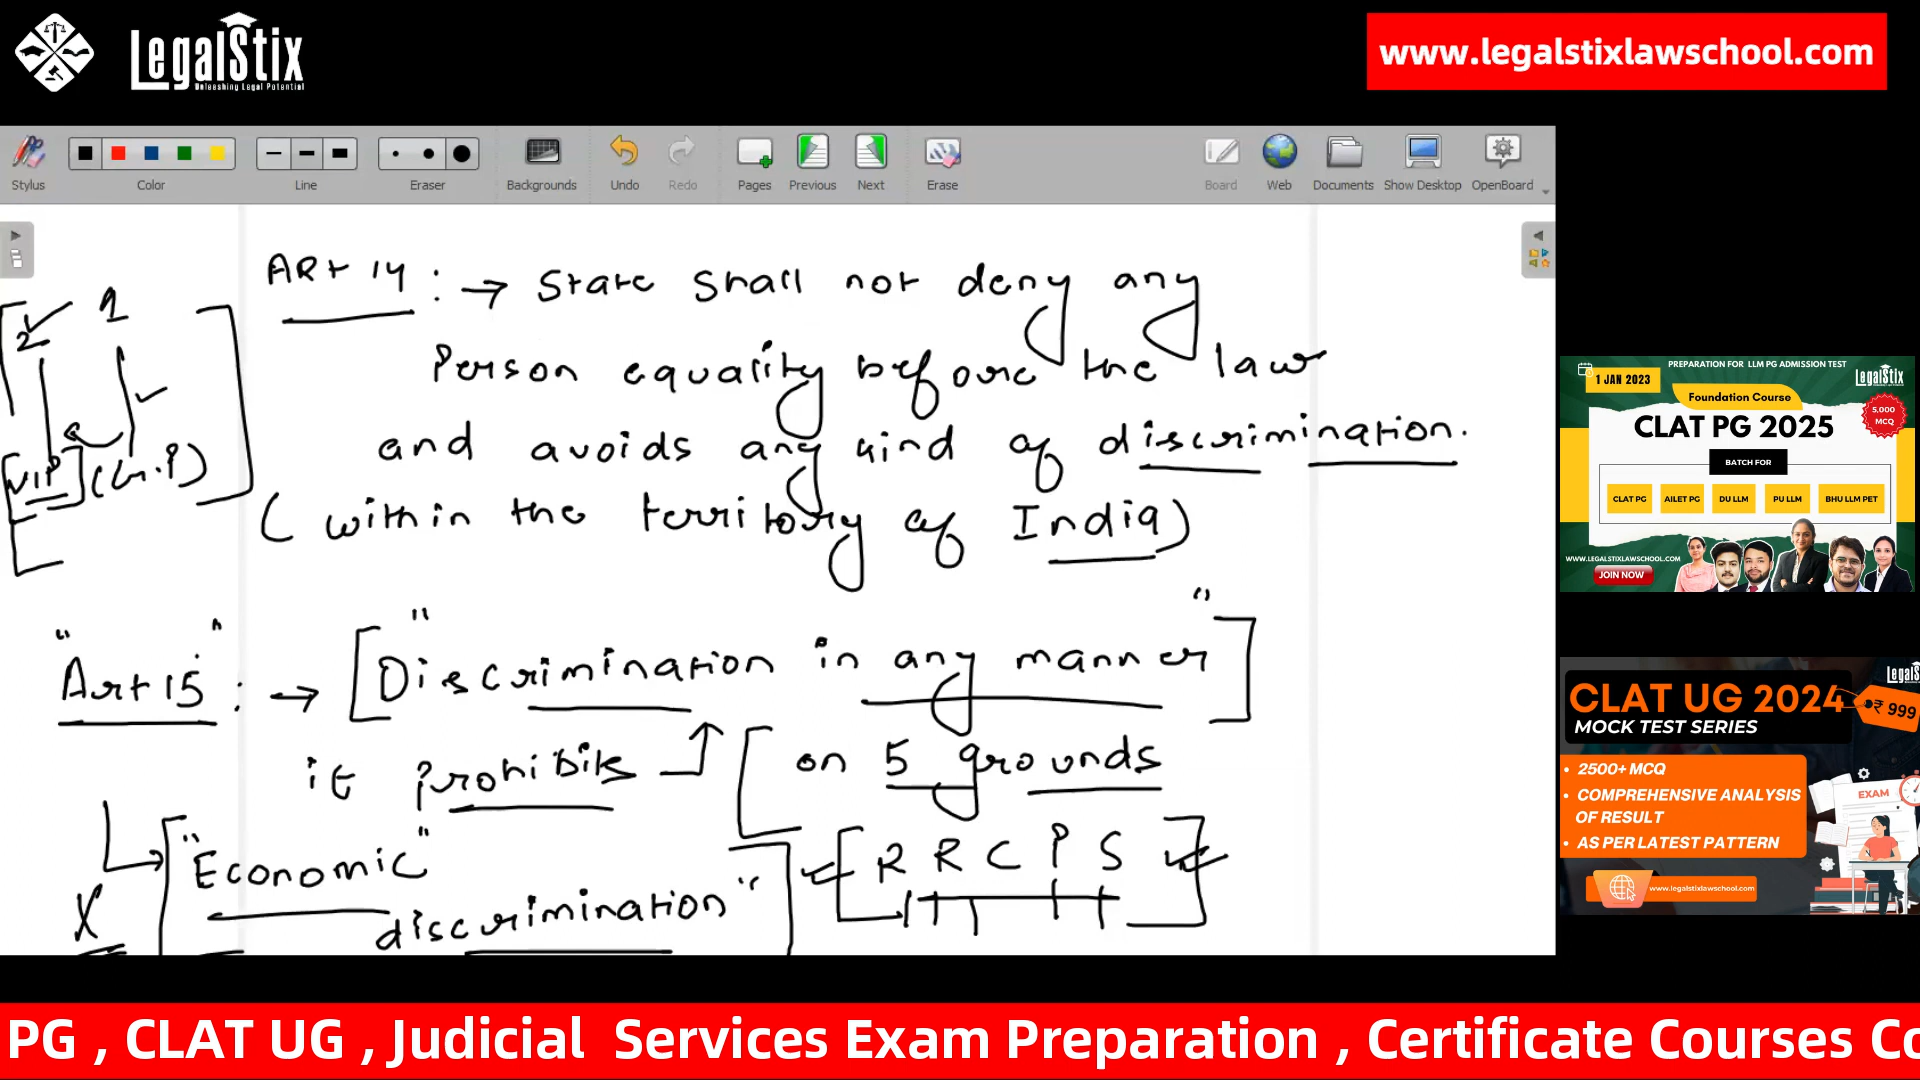 LegalStix
Unleashing Legal Potential
www.legalstixlawschool.com
Stylus
Color
Line
Eraser
Backgrounds
Undo
Redo
Pages
Previous
Next
Erase
Board
Web
Documents
Show Desktop
OpenBoard
ARt 14 : → State shall not deny any
Person equality before the law
and avoids any kind of discrimination.
(within the territory of India)
2 1
[VIP] (G.P)
"Art 15" : → ["Discrimination in any manner"]
it prohibits
[on 5 grounds
[R R C P S]
X
["Economic"
discrimination"
1 JAN 2023
PREPARATION FOR LLM PG ADMISSION TEST
LegalStix
Foundation Course
5,000
MCQ
CLAT PG 2025
BATCH FOR
CLAT PG
AILET PG
DU LLM
PU LLM
BHU LLM PET
WWW.LEGALSTIXLAWSCHOOL.COM
JOIN NOW
LegalS
CLAT UG 2024
₹ 999
MOCK TEST SERIES
• 2500+ MCQ
• COMPREHENSIVE ANALYSIS
OF RESULT
• AS PER LATEST PATTERN
EXAM
www.legalstixlawschool.com
PG , CLAT UG , Judicial Services Exam Preparation , Certificate Courses Co